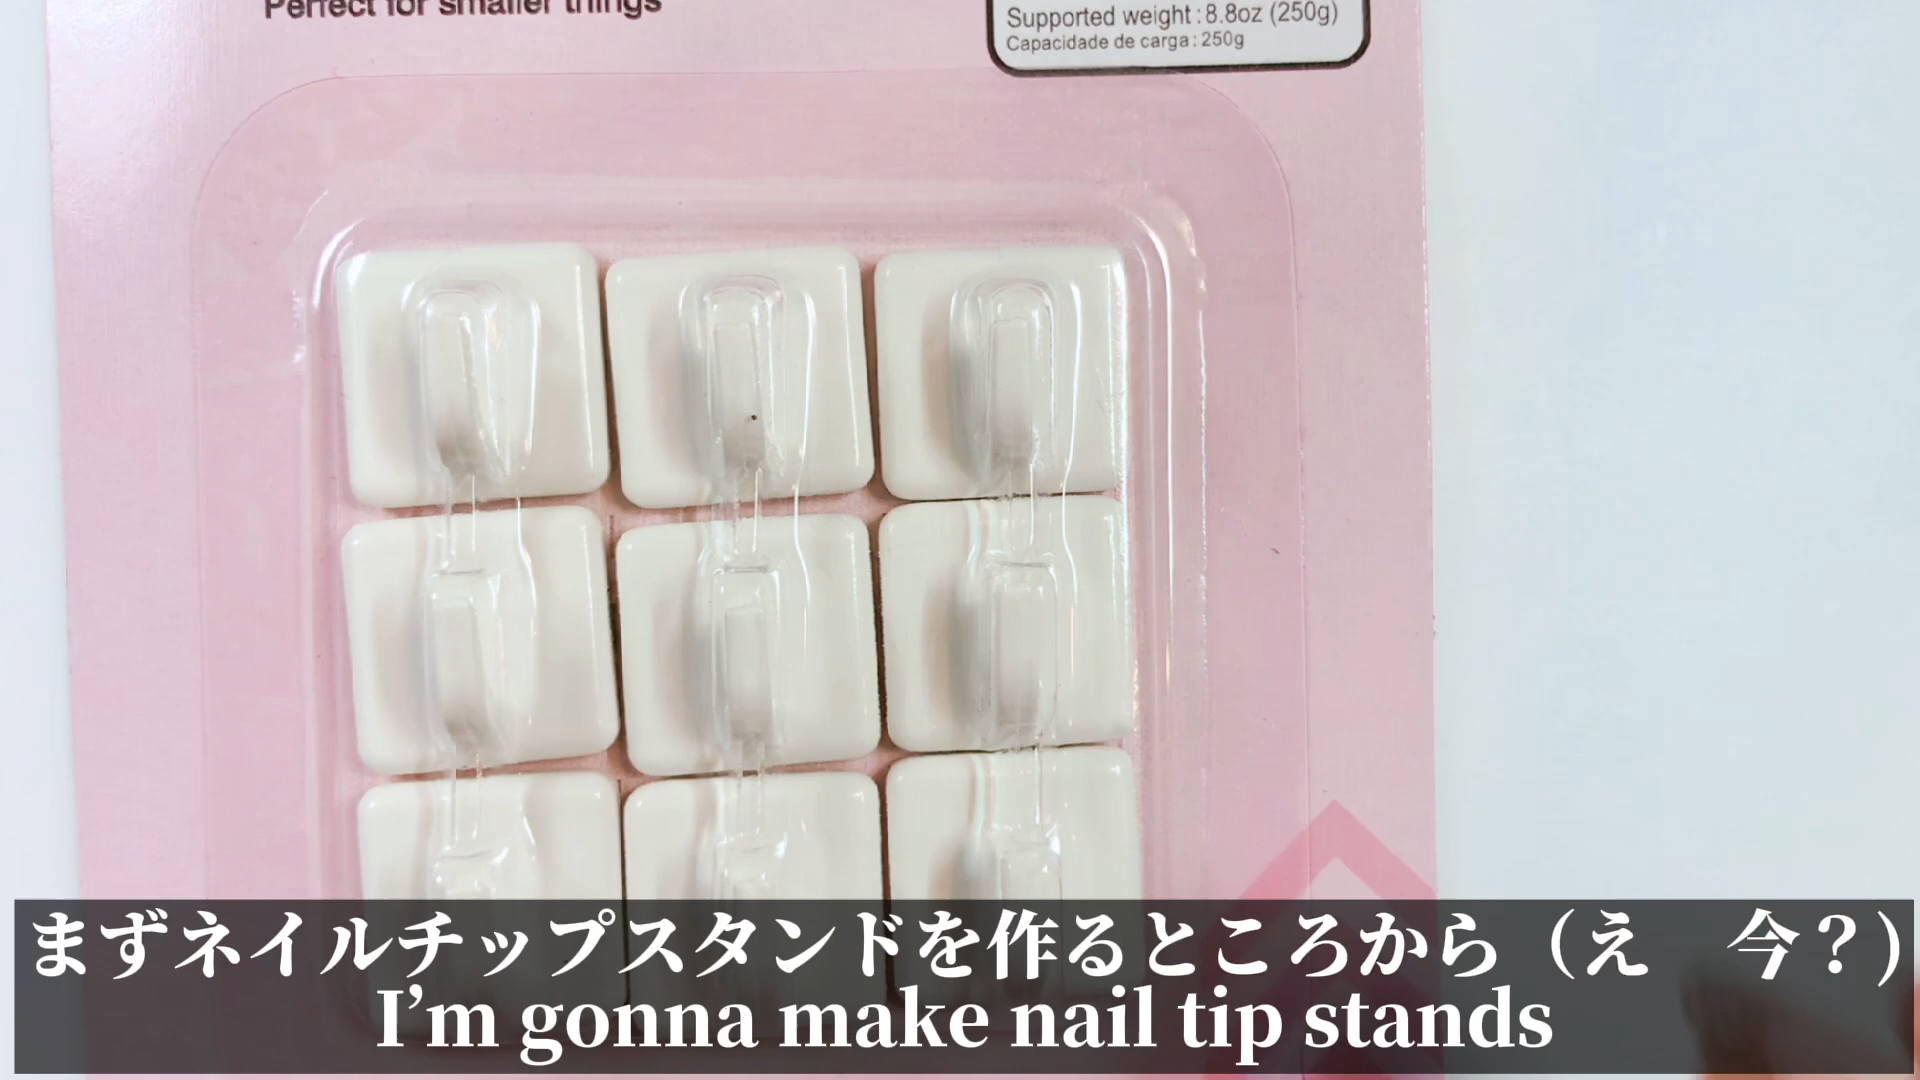 Perfect for smaller things
Supported weight : 8.8oz (250g)
Capacidade de carga : 250g
まずネイルチップスタンドを作るところから（え　今？)
I’m gonna make nail tip stands